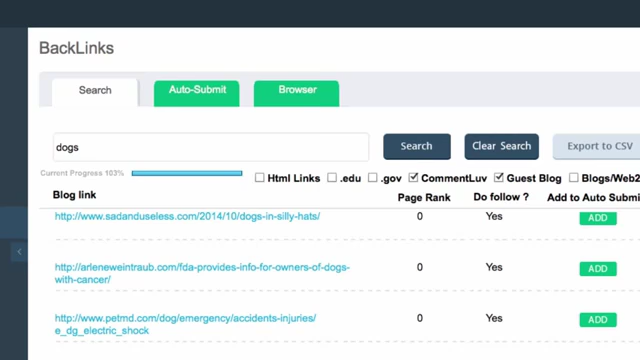 BackLinks
Search Auto-Submit Browser
dogs Search Clear Search Export to CSV
Current Progress 103%
Html Links .edu .gov CommentLuv Guest Blog Blogs/Web2
Blog link Page Rank Do follow ? Add to Auto Submi
http://www.sadanduseless.com/2014/10/dogs-in-silly-hats/ 0 Yes ADD
http://arleneweintraub.com/fda-provides-info-for-owners-of-dogs-
with-cancer/ 0 Yes ADD
http://www.petmd.com/dog/emergency/accidents-injuries/
e_dg_electric_shock 0 Yes ADD